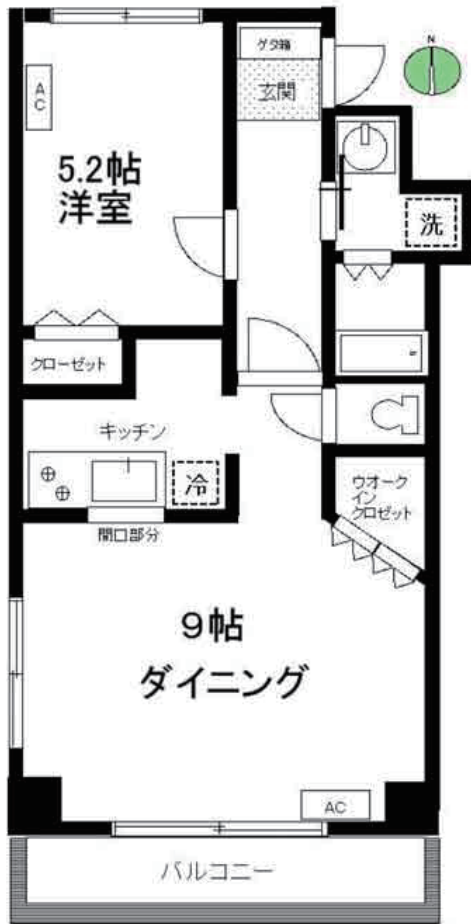 ゲタ箱
N
玄関
AC
5.2帖
洋室
洗
クローゼット
キッチン
冷
開口部分
ウオーク
イン
クロゼット
9帖
ダイニング
AC
バルコニー